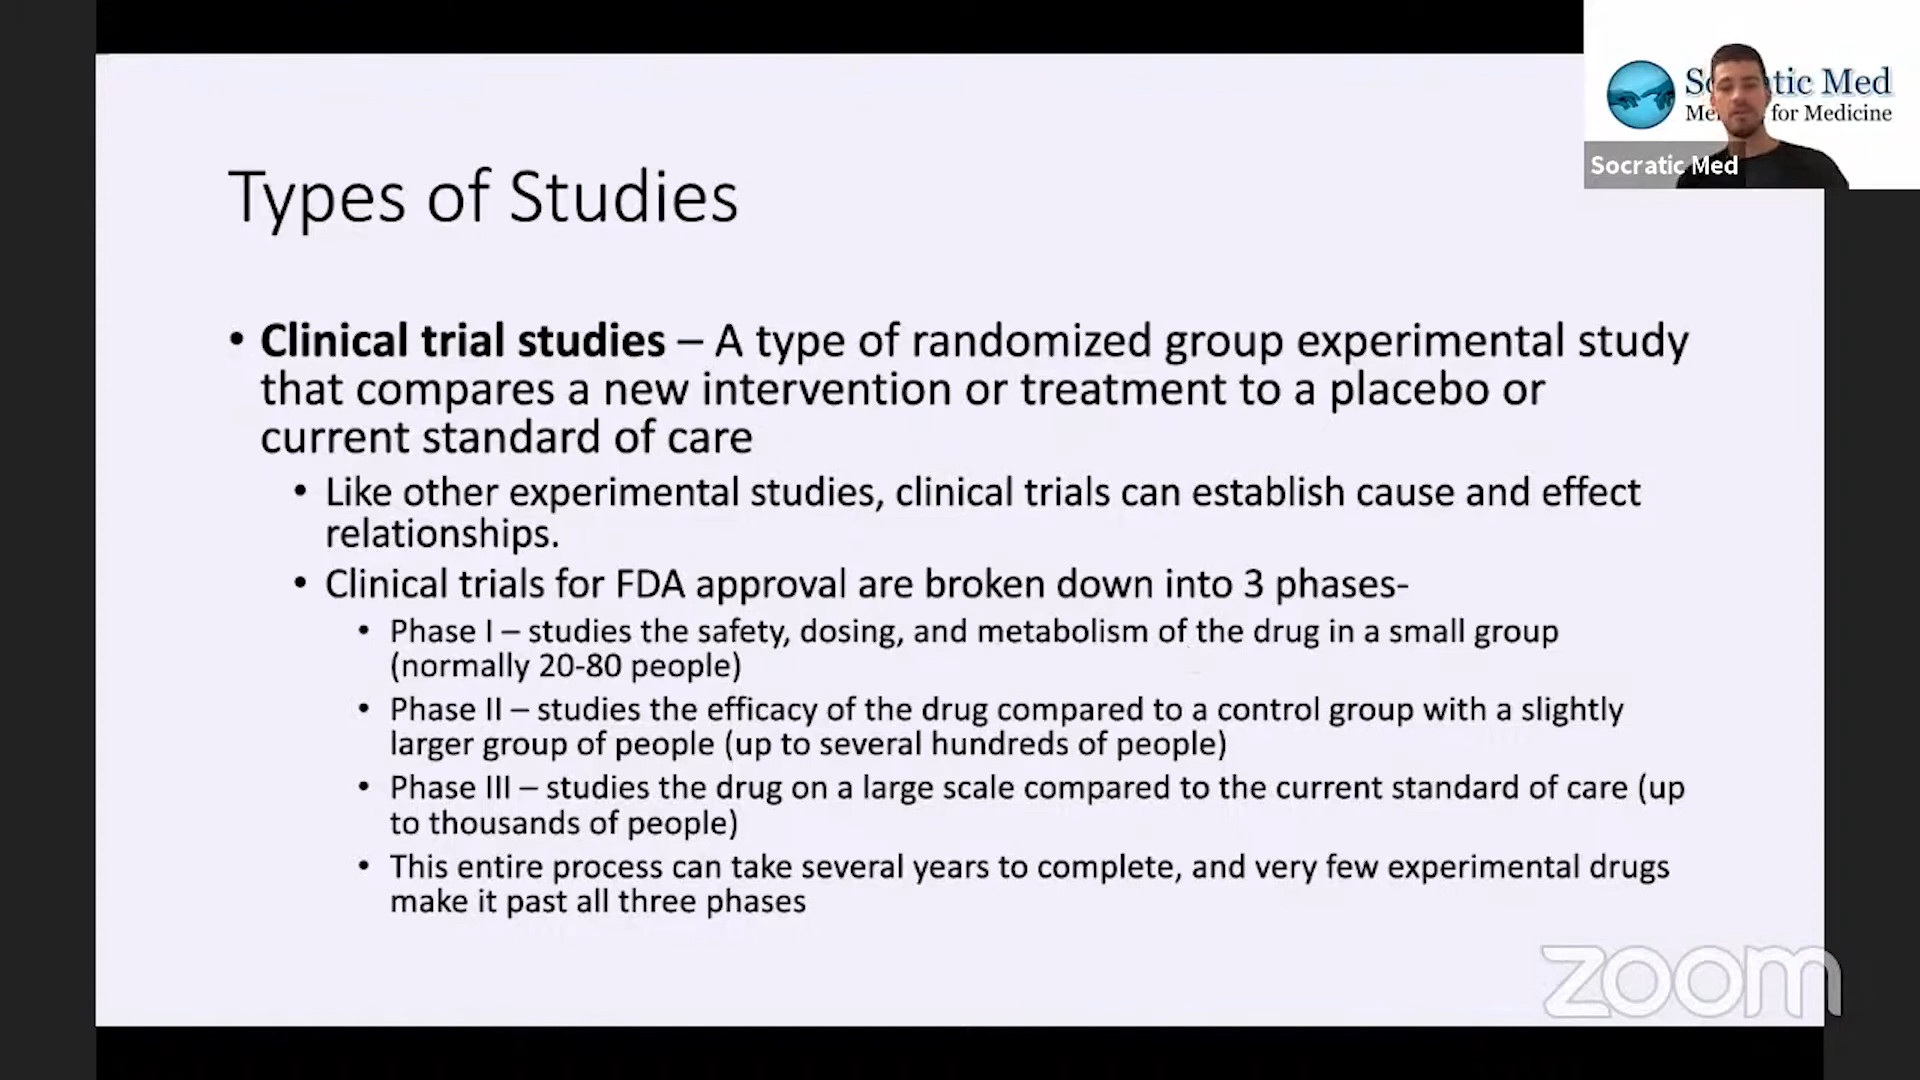 tic Med
for Medicine
Socratic Med
Types of Studies
• Clinical trial studies – A type of randomized group experimental study
that compares a new intervention or treatment to a placebo or
current standard of care
• Like other experimental studies, clinical trials can establish cause and effect
relationships.
• Clinical trials for FDA approval are broken down into 3 phases-
• Phase I – studies the safety, dosing, and metabolism of the drug in a small group
(normally 20-80 people)
• Phase II – studies the efficacy of the drug compared to a control group with a slightly
larger group of people (up to several hundreds of people)
• Phase III – studies the drug on a large scale compared to the current standard of care (up
to thousands of people)
• This entire process can take several years to complete, and very few experimental drugs
make it past all three phases
zoom